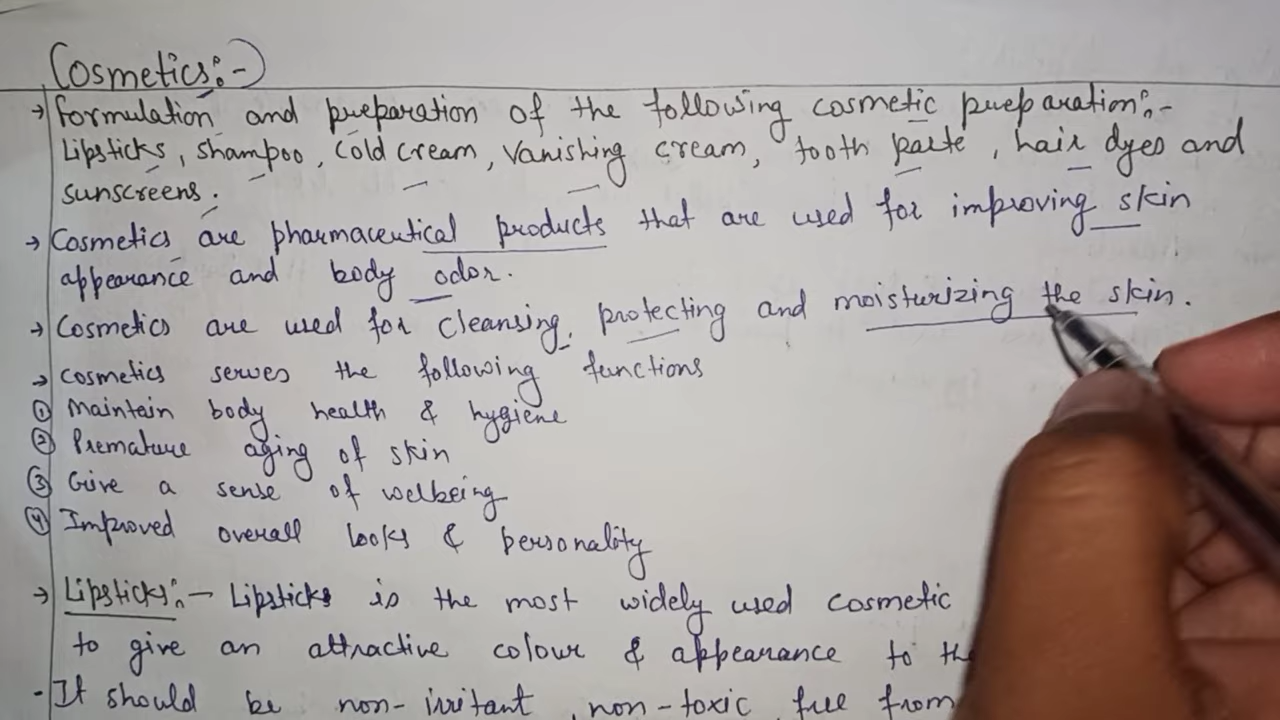 Cosmetics:-
→ Formulation and preparation of the following cosmetic preparation:-
Lipsticks, shampoo, cold cream, vanishing cream, tooth paste, hair dyes and
sunscreens.
→ Cosmetics are pharmaceutical products that are used for improving skin
appearance and body odor.
→ Cosmetics are used for cleansing, protecting and moisturizing the skin.
→ Cosmetics serves the following functions
① Maintain body health & hygiene
② Premature aging of skin
③ Give a sense of welbeing
④ Improved overall looks & personality
→ Lipsticks:- Lipsticks is the most widely used cosmetic
to give an attractive colour & appearance to the
- It should be non-irritant, non-toxic, free from